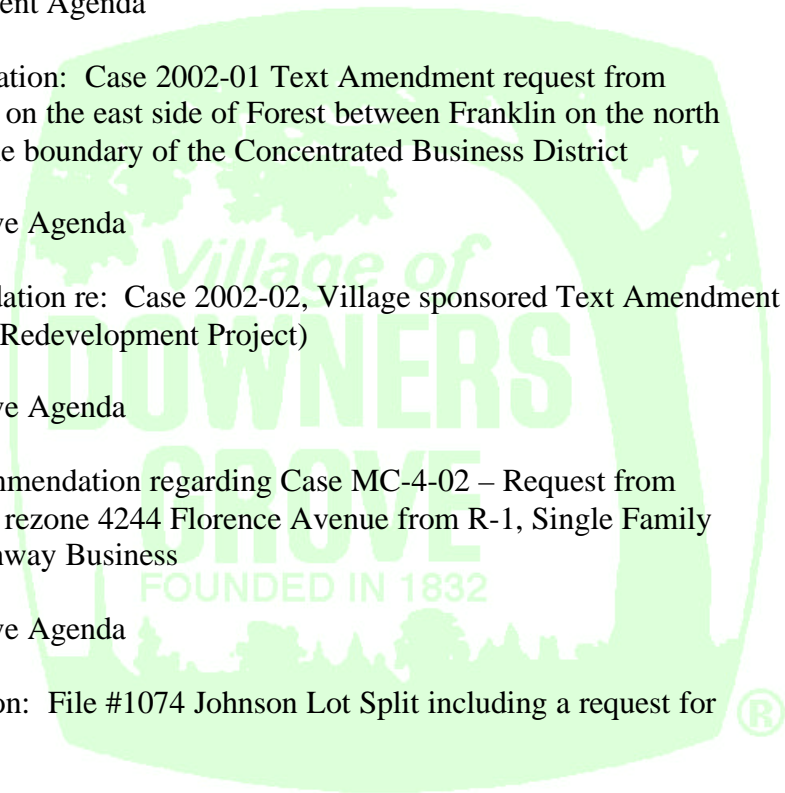 ent Agenda
ation: Case 2002-01 Text Amendment request from
on the east side of Forest between Franklin on the north
e boundary of the Concentrated Business District
ve Agenda
Village of
dation re: Case 2002-02, Village sponsored Text Amendment
Redevelopment Project)
DOWNERS
ve Agenda
mmendation regarding Case MC-4-02 – Request from
GROVE
rezone 4244 Florence Avenue from R-1, Single Family
hway Business
FOUNDED IN 1832
ve Agenda
on: File #1074 Johnson Lot Split including a request for
®